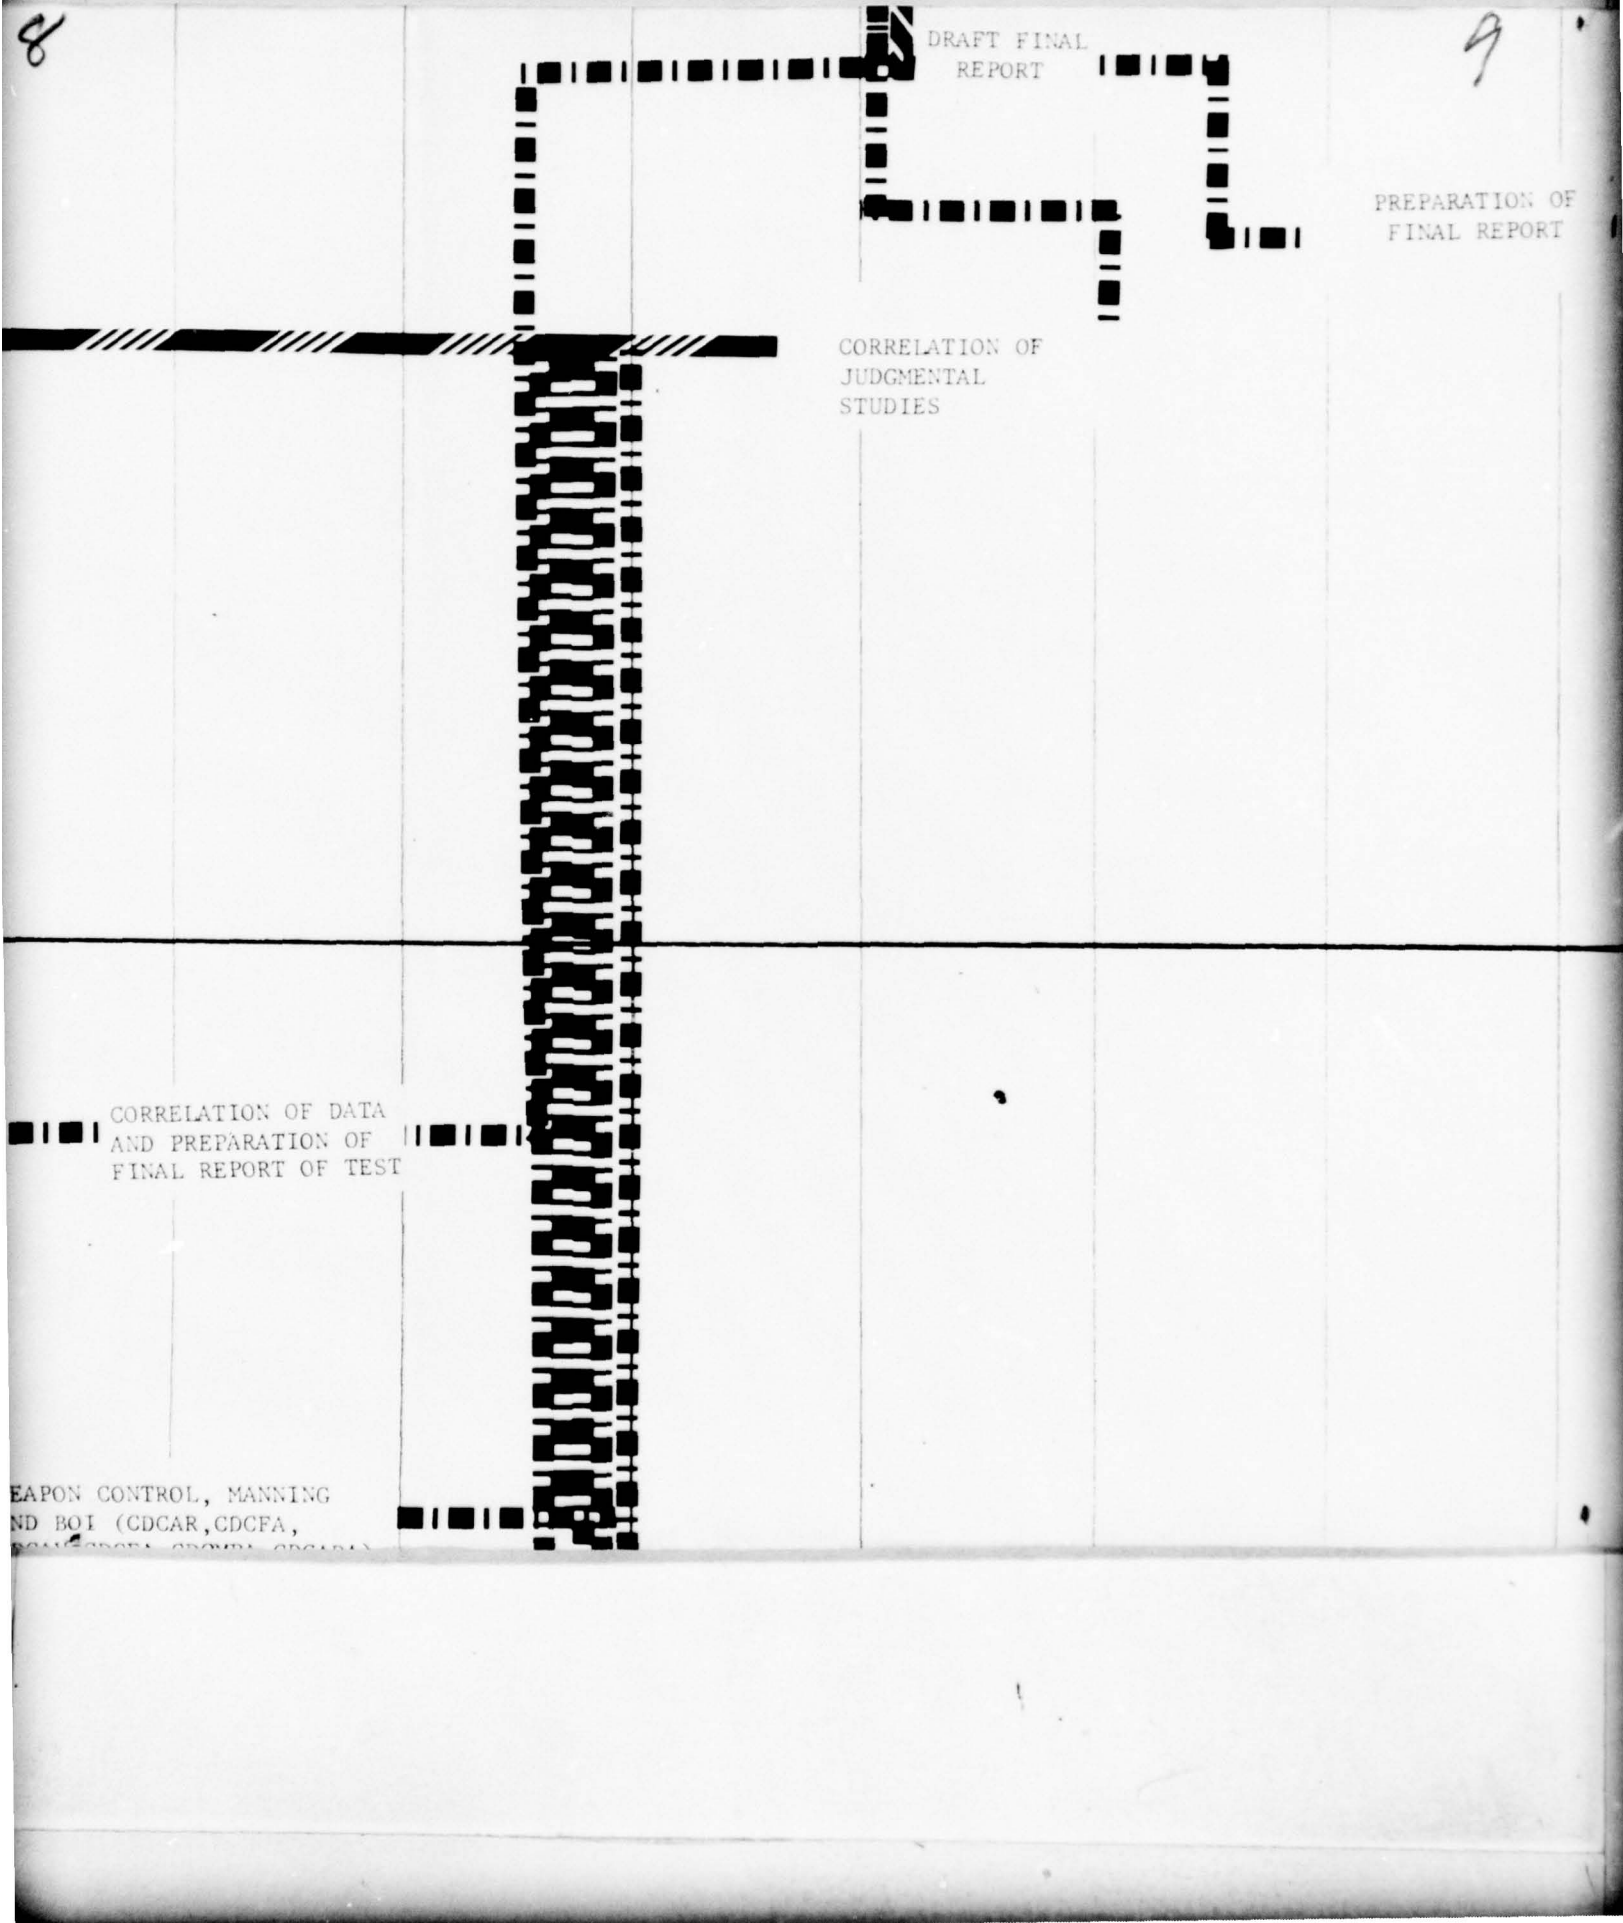 8
9
DRAFT FINAL
REPORT
PREPARATION OF
FINAL REPORT
CORRELATION OF
JUDGMENTAL
STUDIES
CORRELATION OF DATA
AND PREPARATION OF
FINAL REPORT OF TEST
EAPON CONTROL, MANNING
ND BOI (CDCAR,CDCFA,